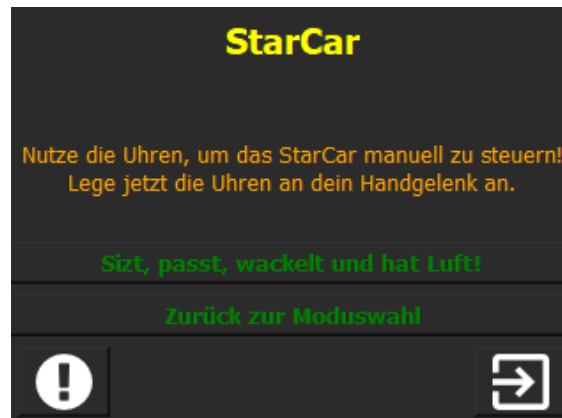 StarCar
Nutze die Uhren, um das StarCar manuell zu steuern!
Lege jetzt die Uhren an dein Handgelenk an.
Sizt, passt, wackelt und hat Luft!
Zurück zur Moduswahl